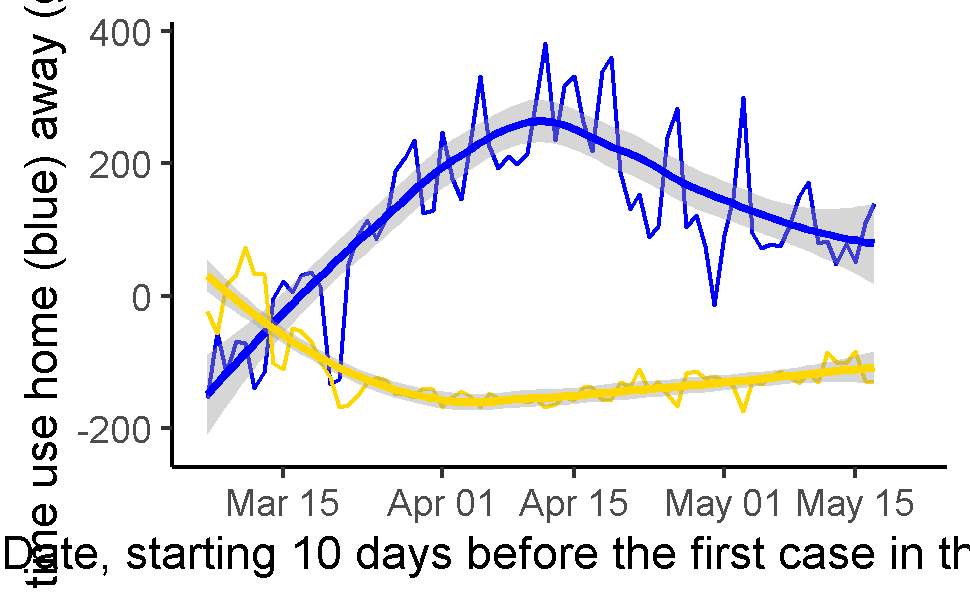 time use home (blue) away (
400
200
0
-200
Mar 15
Apr 01
Apr 15
May 01
May 15
Date, starting 10 days before the first case in th